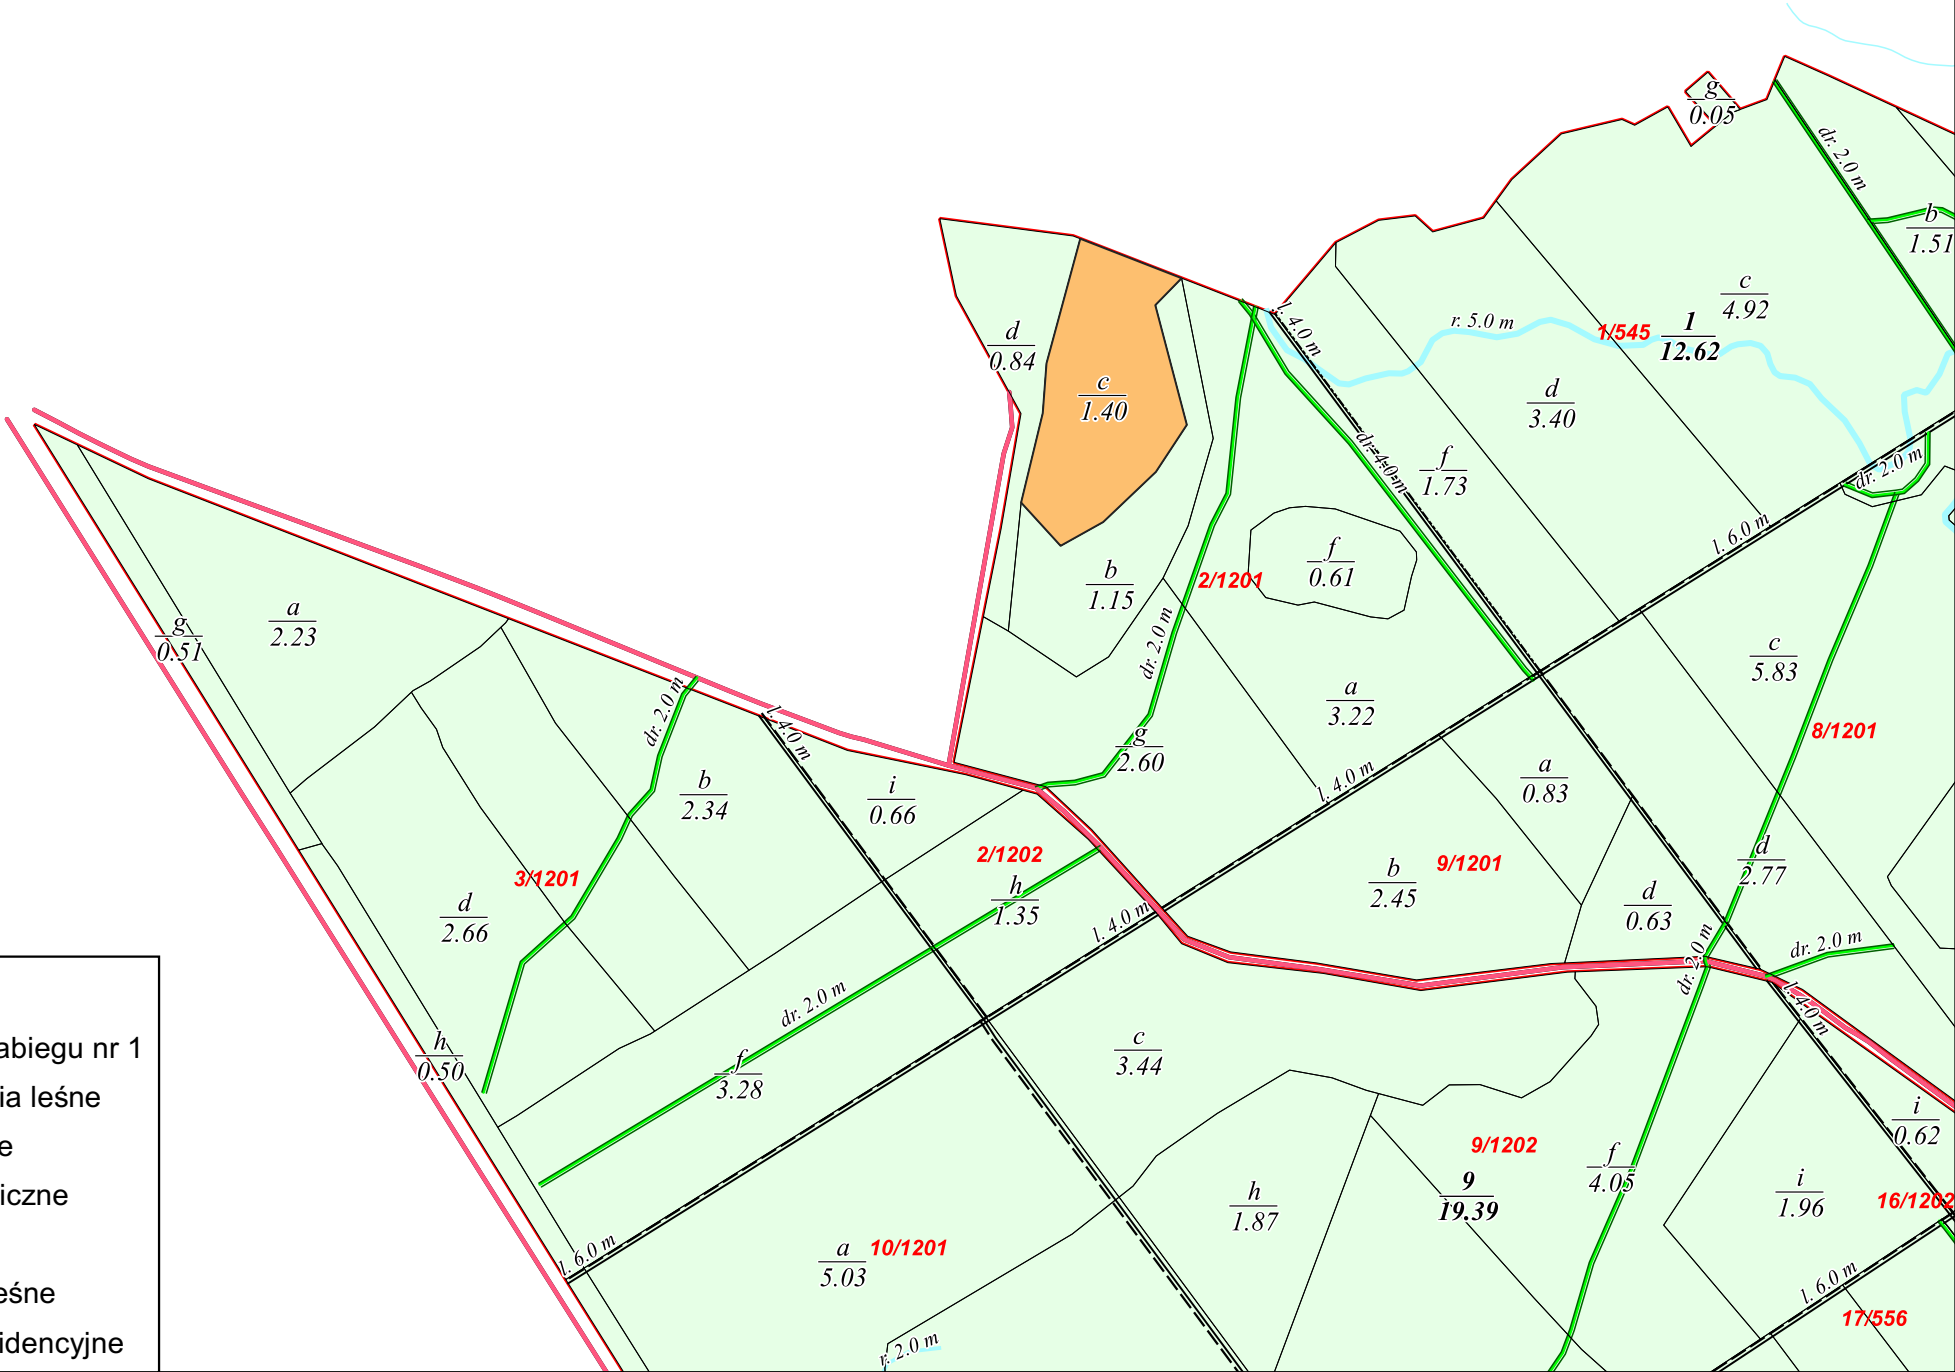 g
0.05
dr. 2.0 m
b
1.51
c
4.92
1/545
1
12.62
r. 5.0 m
l. 4.0 m
d
0.84
c
1.40
d
3.40
dr. 4.0 m
f
1.73
dr. 2.0 m
l. 6.0 m
f
0.61
b
1.15
2/1201
dr. 2.0 m
a
2.23
g
0.51
c
5.83
a
3.22
dr. 2.0 m
l. 4.0 m
g
2.60
8/1201
l. 4.0 m
a
0.83
b
2.34
i
0.66
2/1202
h
1.35
b
2.45
9/1201
d
2.77
d
0.63
3/1201
d
2.66
l. 4.0 m
dr. 2.0 m
dr. 2.0 m
dr. 2.0 m
l. 4.0 m
h
0.50
f
3.28
c
3.44
i
0.62
9/1202
f
4.05
9
19.39
h
1.87
i
1.96
16/1202
a
5.03
10/1201
l. 6.0 m
l. 6.0 m
17/556
r. 2.0 m
abiegu nr 1
ia leśne
e
iczne
eśne
idencyjne